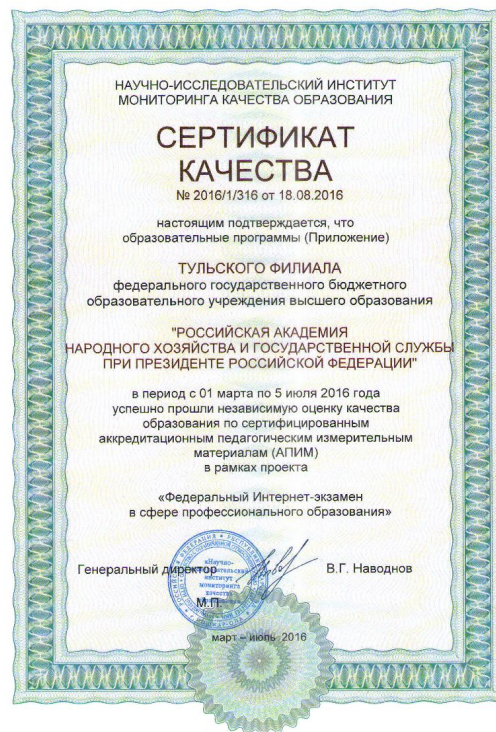 НАУЧНО-ИССЛЕДОВАТЕЛЬСКИЙ ИНСТИТУТ
МОНИТОРИНГА КАЧЕСТВА ОБРАЗОВАНИЯ
СЕРТИФИКАТ
КАЧЕСТВА
№ 2016/1/316 от 18.08.2016
настоящим подтверждается, что
образовательные программы (Приложение)
ТУЛЬСКОГО ФИЛИАЛА
федерального государственного бюджетного
образовательного учреждения высшего образования
"РОССИЙСКАЯ АКАДЕМИЯ
НАРОДНОГО ХОЗЯЙСТВА И ГОСУДАРСТВЕННОЙ СЛУЖБЫ
ПРИ ПРЕЗИДЕНТЕ РОССИЙСКОЙ ФЕДЕРАЦИИ"
в период с 01 марта по 5 июля 2016 года
успешно прошли независимую оценку качества
образования по сертифицированным
аккредитационным педагогическим измерительным
материалам (АПИМ)
в рамках проекта
«Федеральный Интернет-экзамен
в сфере профессионального образования»
Генеральный директор В.Г. Наводнов
М.П.
март – июль 2016